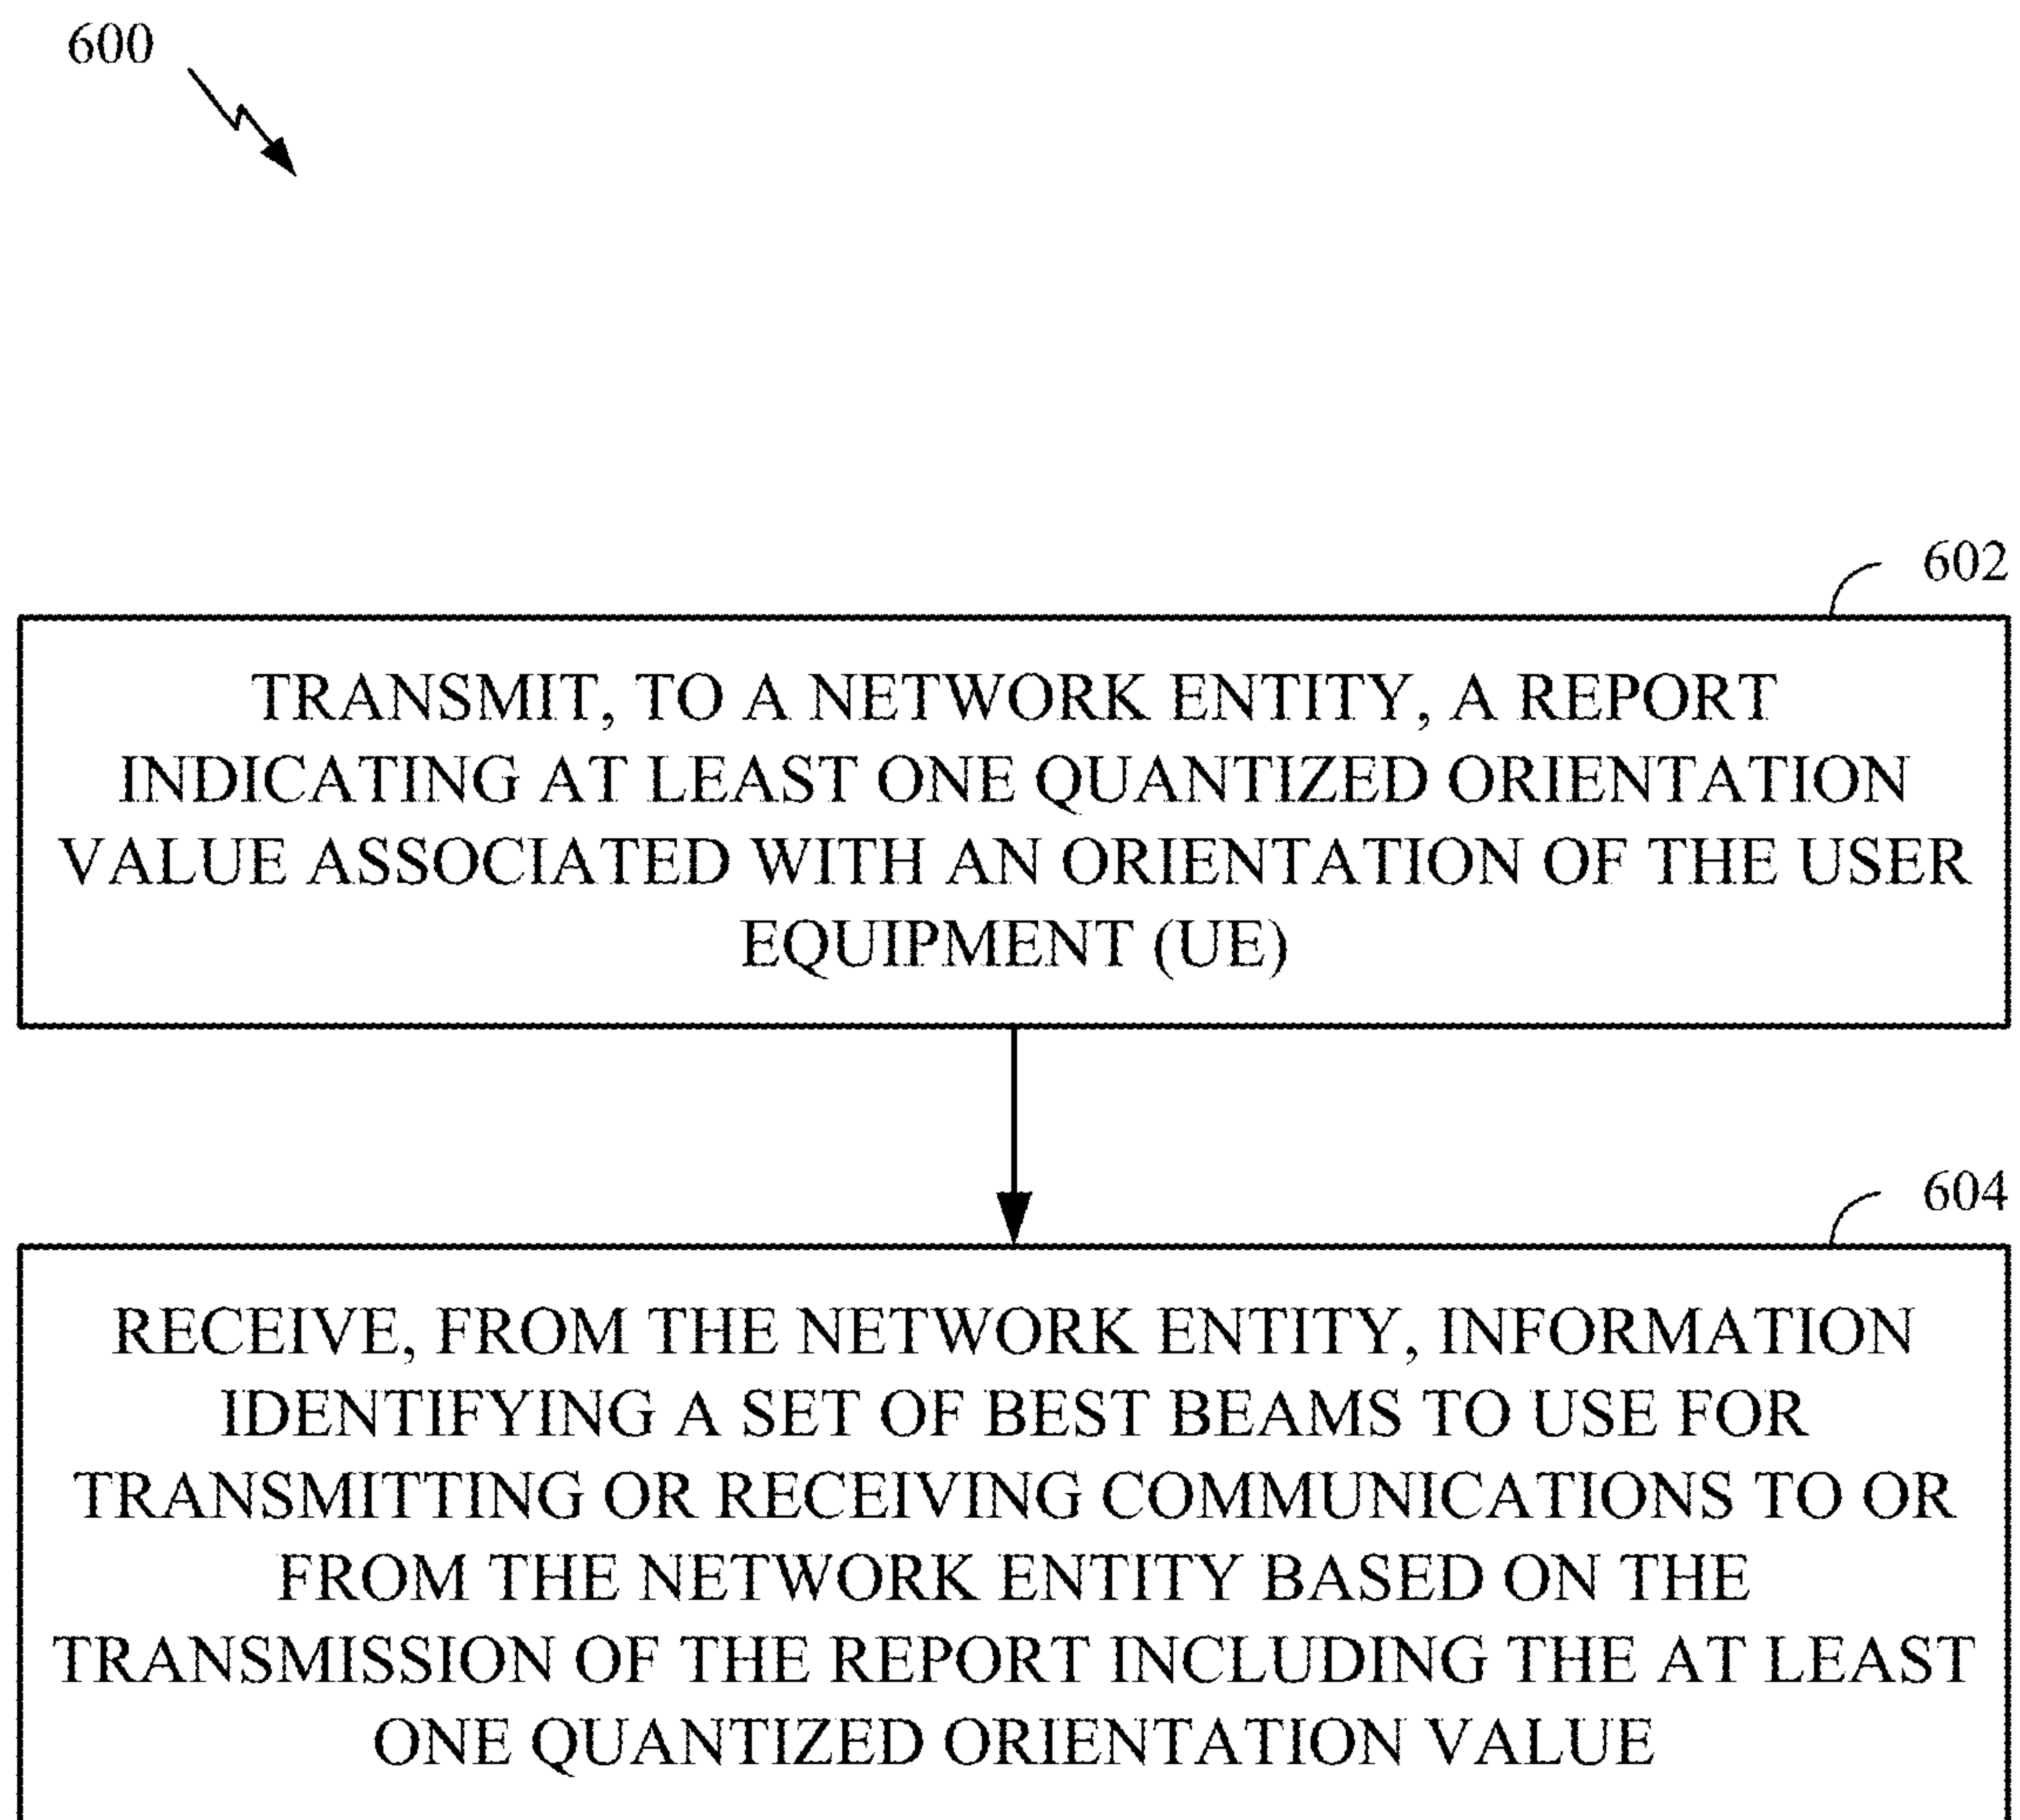 600
602
TRANSMIT, TO A NETWORK ENTITY, A REPORT
INDICATING AT LEAST ONE QUANTIZED ORIENTATION
VALUE ASSOCIATED WITH AN ORIENTATION OF THE USER
EQUIPMENT (UE)
604
RECEIVE, FROM THE NETWORK ENTITY, INFORMATION
IDENTIFYING A SET OF BEST BEAMS TO USE FOR
TRANSMITTING OR RECEIVING COMMUNICATIONS TO OR
FROM THE NETWORK ENTITY BASED ON THE
TRANSMISSION OF THE REPORT INCLUDING THE AT LEAST
ONE QUANTIZED ORIENTATION VALUE